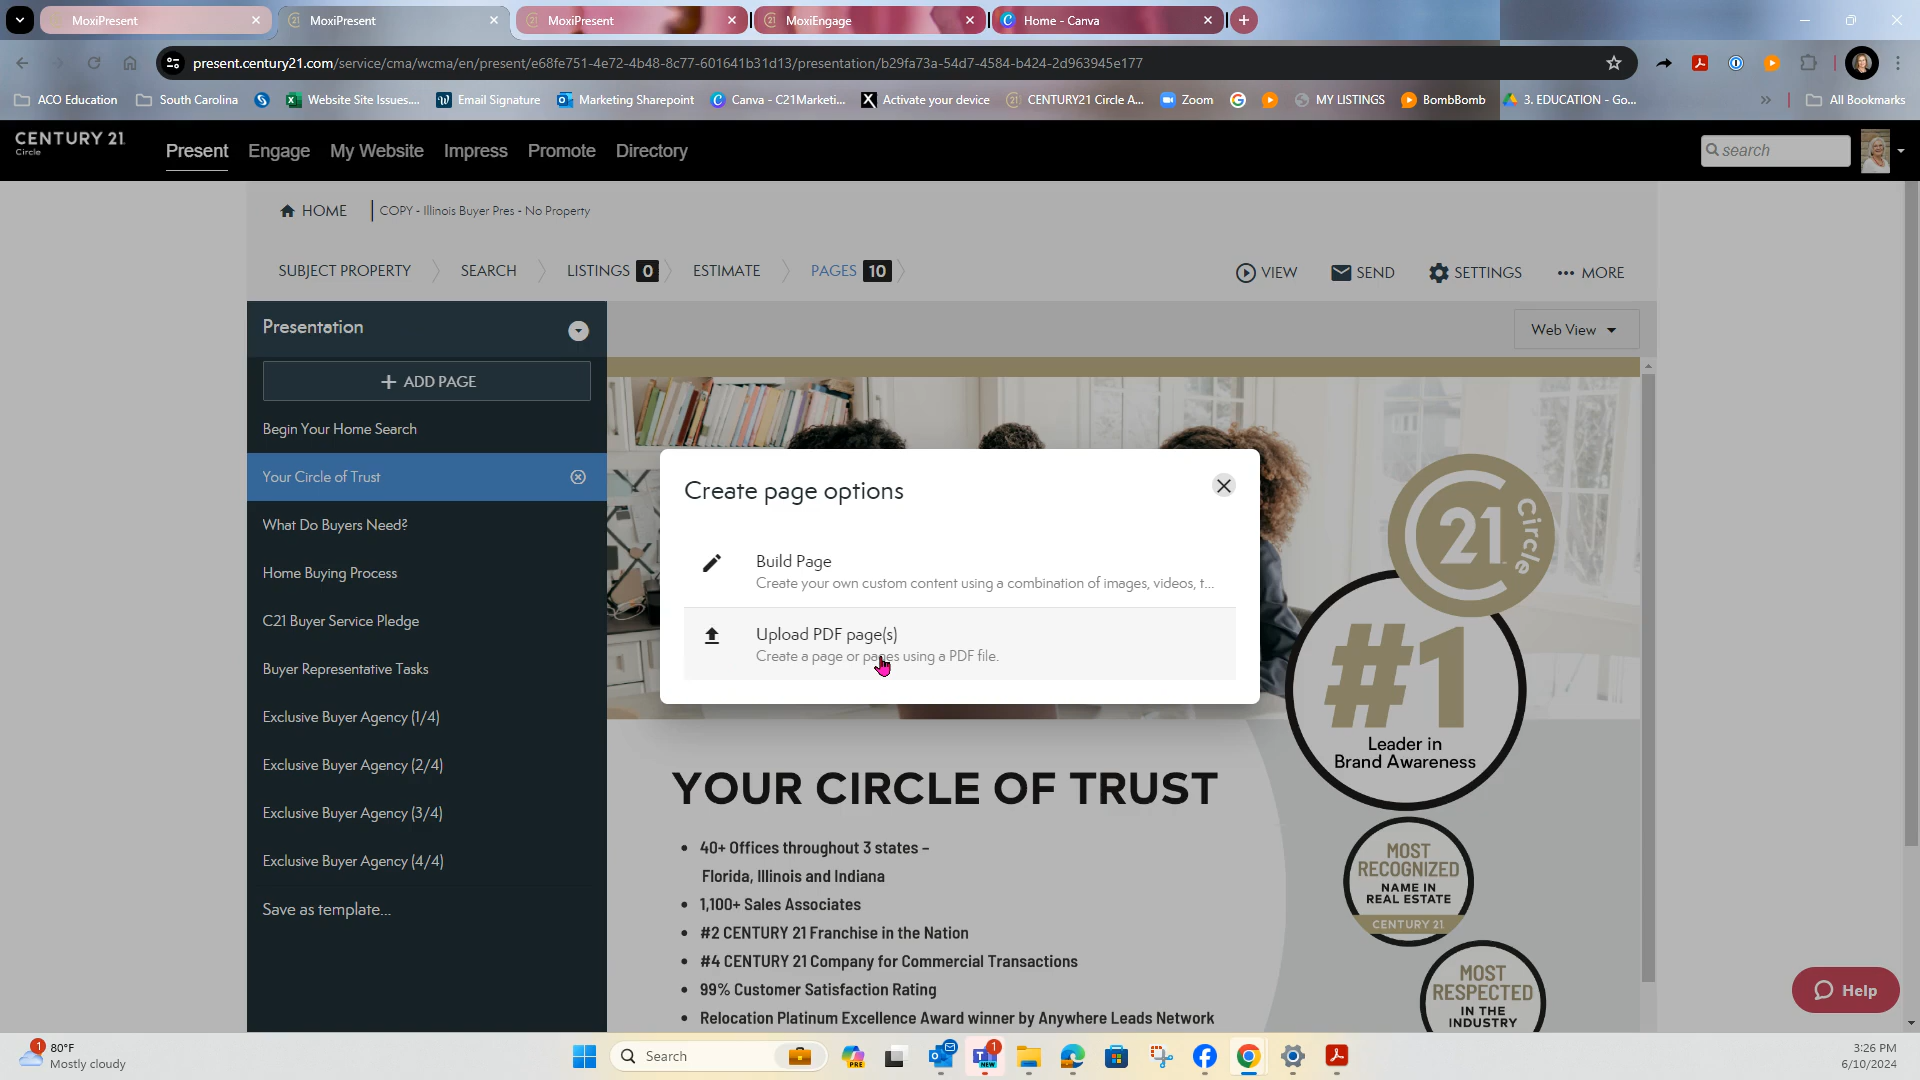 MoxiPresent
MoxiPresent
MoxiPresent
MoxiEngage
Home - Canva
present.century21.com/service/cma/wcma/en/present/e68fe751-4e72-4b48-8c77-601641b31d13/presentation/b29fa73a-54d7-4584-b424-2d963945e177
ACO Education
South Carolina
Website Site Issues....
Email Signature
Marketing Sharepoint
Canva - C21Marketi...
Activate your device
CENTURY21 Circle A...
Zoom
MY LISTINGS
BombBomb
3. EDUCATION - Go...
All Bookmarks
CENTURY 21
Circle
Present
Engage
My Website
Impress
Promote
Directory
search
HOME
COPY - Illinois Buyer Pres - No Property
SUBJECT PROPERTY
SEARCH
LISTINGS 0
ESTIMATE
PAGES 10
VIEW
SEND
SETTINGS
MORE
Presentation
Web View
ADD PAGE
Begin Your Home Search
Your Circle of Trust
What Do Buyers Need?
Home Buying Process
C21 Buyer Service Pledge
Buyer Representative Tasks
Exclusive Buyer Agency (1/4)
Exclusive Buyer Agency (2/4)
Exclusive Buyer Agency (3/4)
Exclusive Buyer Agency (4/4)
Save as template...
Create page options
Build Page
Create your own custom content using a combination of images, videos, t...
Upload PDF page(s)
Create a page or pages using a PDF file.
C21
Circle
#1
Leader in
Brand Awareness
YOUR CIRCLE OF TRUST
40+ Offices throughout 3 states –
Florida, Illinois and Indiana
1,100+ Sales Associates
#2 CENTURY 21 Franchise in the Nation
#4 CENTURY 21 Company for Commercial Transactions
99% Customer Satisfaction Rating
Relocation Platinum Excellence Award winner by Anywhere Leads Network
MOST
RECOGNIZED
NAME IN
REAL ESTATE
CENTURY 21
MOST
RESPECTED
IN THE
INDUSTRY
Help
1
80°F
Mostly cloudy
Search
PRE
1
NEW
3:26 PM
6/10/2024